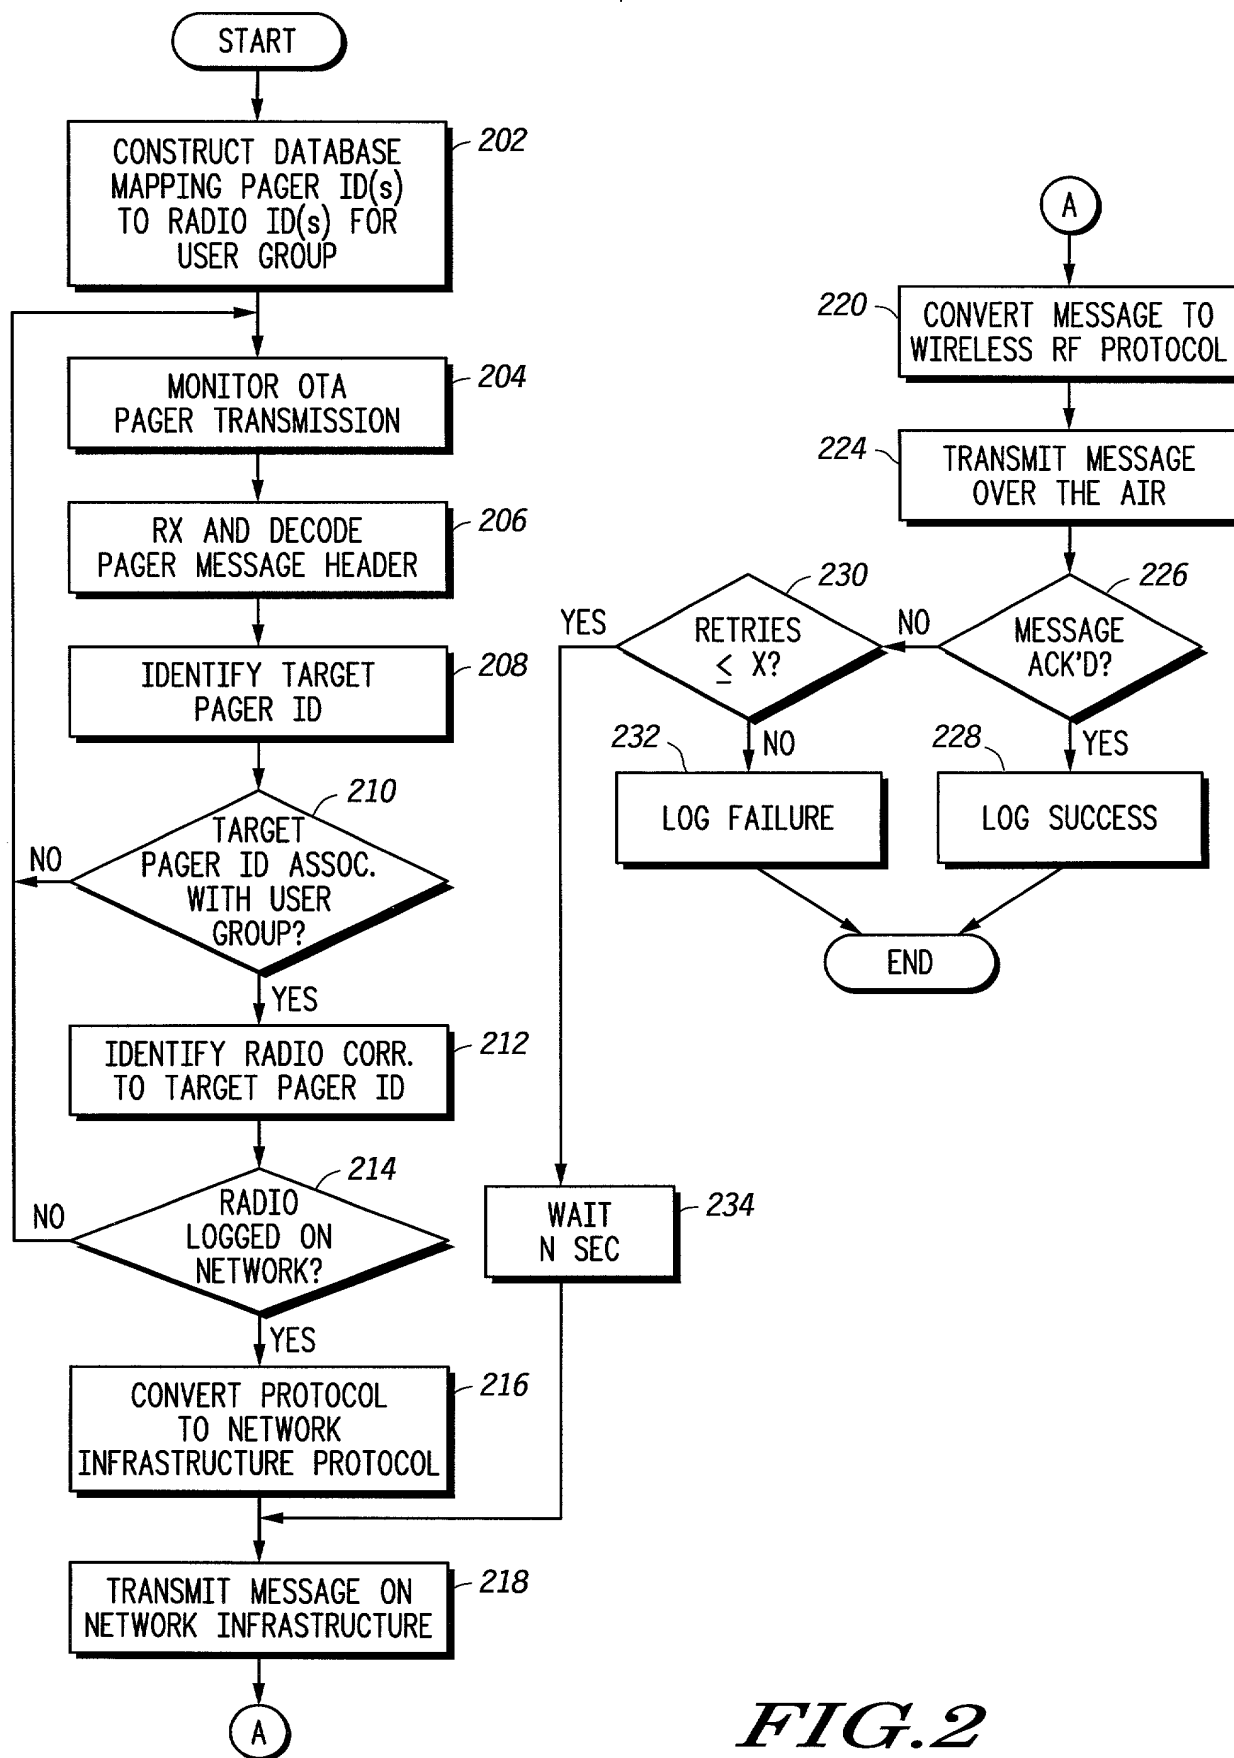 START
CONSTRUCT DATABASE
MAPPING PAGER ID(s)
TO RADIO ID(s) FOR
USER GROUP
202
MONITOR OTA
PAGER TRANSMISSION
204
RX AND DECODE
PAGER MESSAGE HEADER
206
IDENTIFY TARGET
PAGER ID
208
210
TARGET
PAGER ID ASSOC.
WITH USER
GROUP?
NO
YES
IDENTIFY RADIO CORR.
TO TARGET PAGER ID
212
214
RADIO
LOGGED ON
NETWORK?
NO
YES
CONVERT PROTOCOL
TO NETWORK
INFRASTRUCTURE PROTOCOL
216
TRANSMIT MESSAGE ON
NETWORK INFRASTRUCTURE
218
A
A
220
CONVERT MESSAGE TO
WIRELESS RF PROTOCOL
224
TRANSMIT MESSAGE
OVER THE AIR
226
MESSAGE
ACK'D?
NO
YES
230
RETRIES
≤ X?
YES
NO
232
LOG FAILURE
228
LOG SUCCESS
END
WAIT
N SEC
234
FIG.2